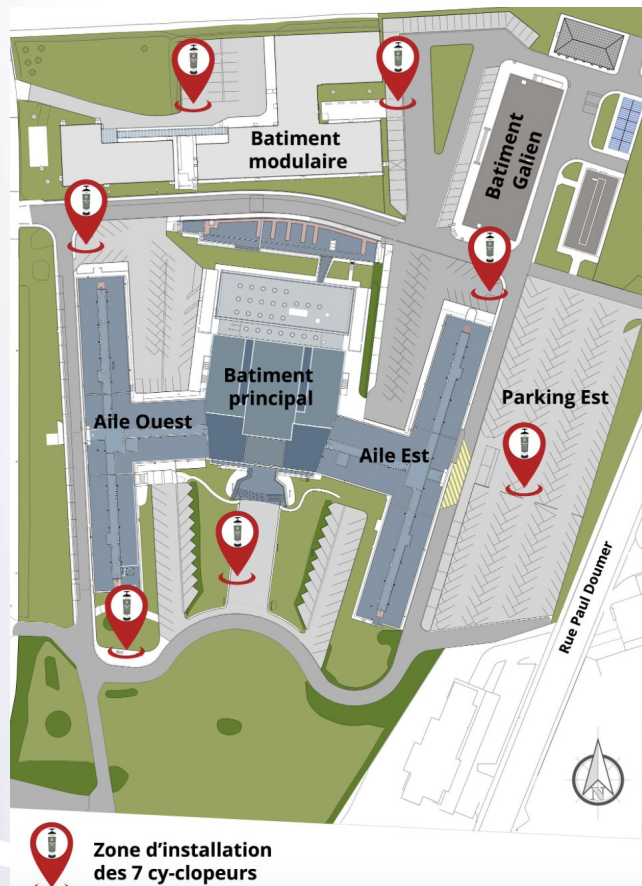 Batiment
modulaire
Batiment
Galien
Batiment
principal
Aile Ouest
Aile Est
Parking Est
Rue Paul Doumer
N
Zone d'installation
des 7 cy-clopeurs